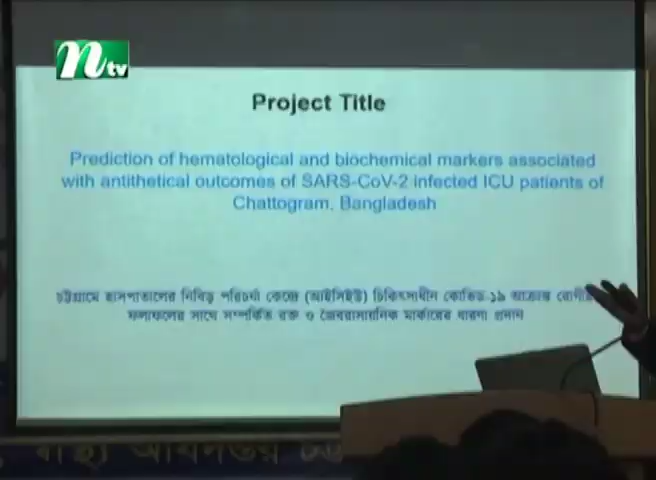 ntv
Project Title
Prediction of hematological and biochemical markers associated
with antithetical outcomes of SARS-CoV-2 infected ICU patients of
Chattogram, Bangladesh
চট্টগ্রামে হাসপাতালের নিবিড় পরিচর্যা কেন্দ্রে (আইসিইউ) চিকিৎসাধীন কোভিড-১৯ আক্রান্ত
ফলাফলের সাথে সম্পর্কিত রক্ত ও জৈবরাসায়নিক মার্কারের ধারণা প্রদান